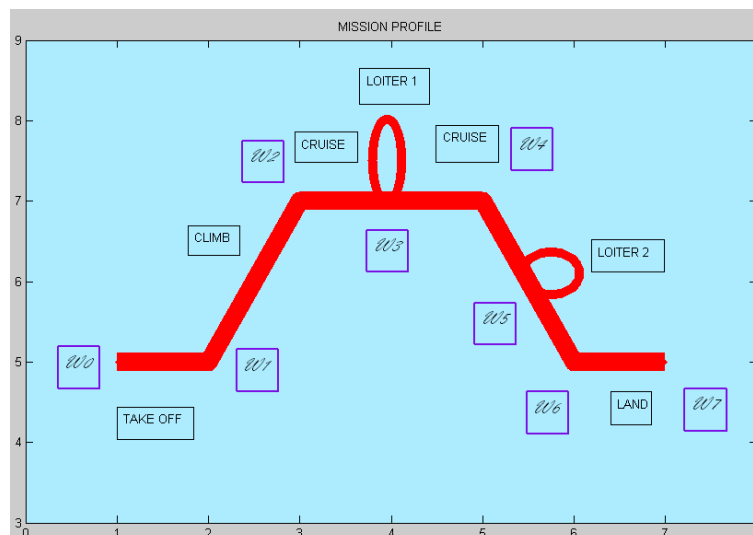 MISSION PROFILE
9
LOITER 1
8
W2
CRUISE
CRUISE
W4
7
CLIMB
W3
LOITER 2
6
W5
5
W0
W1
TAKE OFF
W6
LAND
W7
4
3
0
1
2
3
4
5
6
7